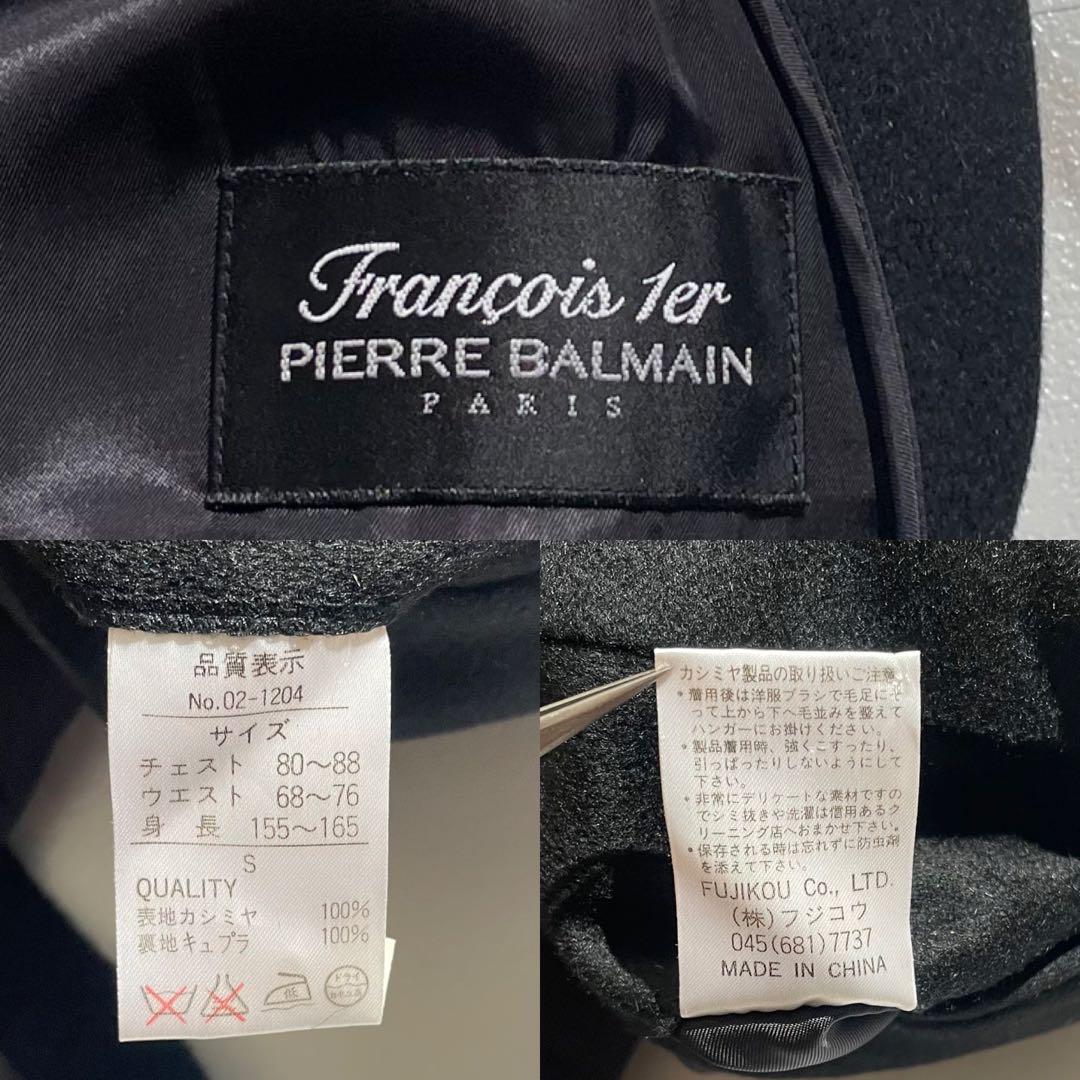 François 1er
PIERRE BALMAIN
PARIS
品質表示
No.02-1204
サイズ
チェスト 80〜88
ウエスト 68〜76
身長 155〜165
S
QUALITY
表地カシミヤ 100%
裏地キュプラ 100%
低
ドライ
カシミヤ製品の取り扱いご注意
*着用後は洋服ブラシで毛足にそ
って上から下へ毛並みを整えて
ハンガーにお掛けください。
*製品着用時、強くこすったり、
引っぱったりしないようにして
下さい。
*非常にデリケートな素材ですの
でシミ抜きや洗濯は信用あるク
リーニング店へおまかせ下さい。
*保存される時は忘れずに防虫剤
を添えて下さい。
FUJIKOU Co., LTD.
(株)フジコウ
045(681)7737
MADE IN CHINA